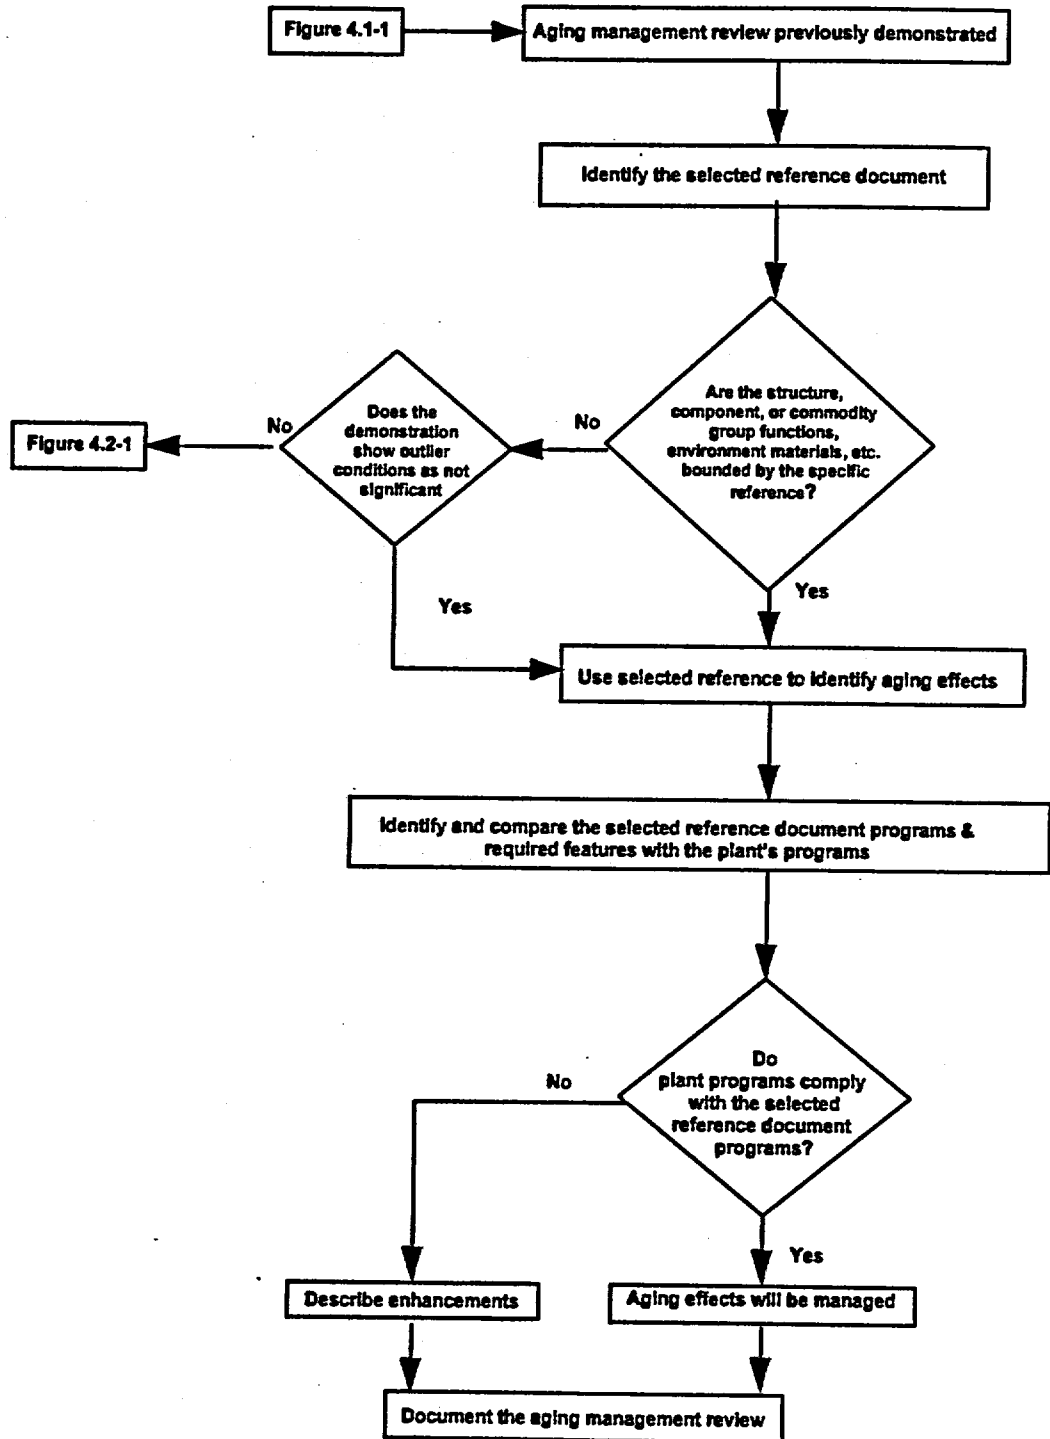 Figure 4.1-1
Aging management review previously demonstrated
Identify the selected reference document
Are the structure,
component, or commodity
group functions,
environment materials, etc.
bounded by the specific
reference?
No
Does the
demonstration
show outlier
conditions as not
significant
No
Figure 4.2-1
Yes
Yes
Use selected reference to identify aging effects
Identify and compare the selected reference document programs &
required features with the plant's programs
Do
plant programs comply
with the selected
reference document
programs?
No
Yes
Describe enhancements
Aging effects will be managed
Document the aging management review